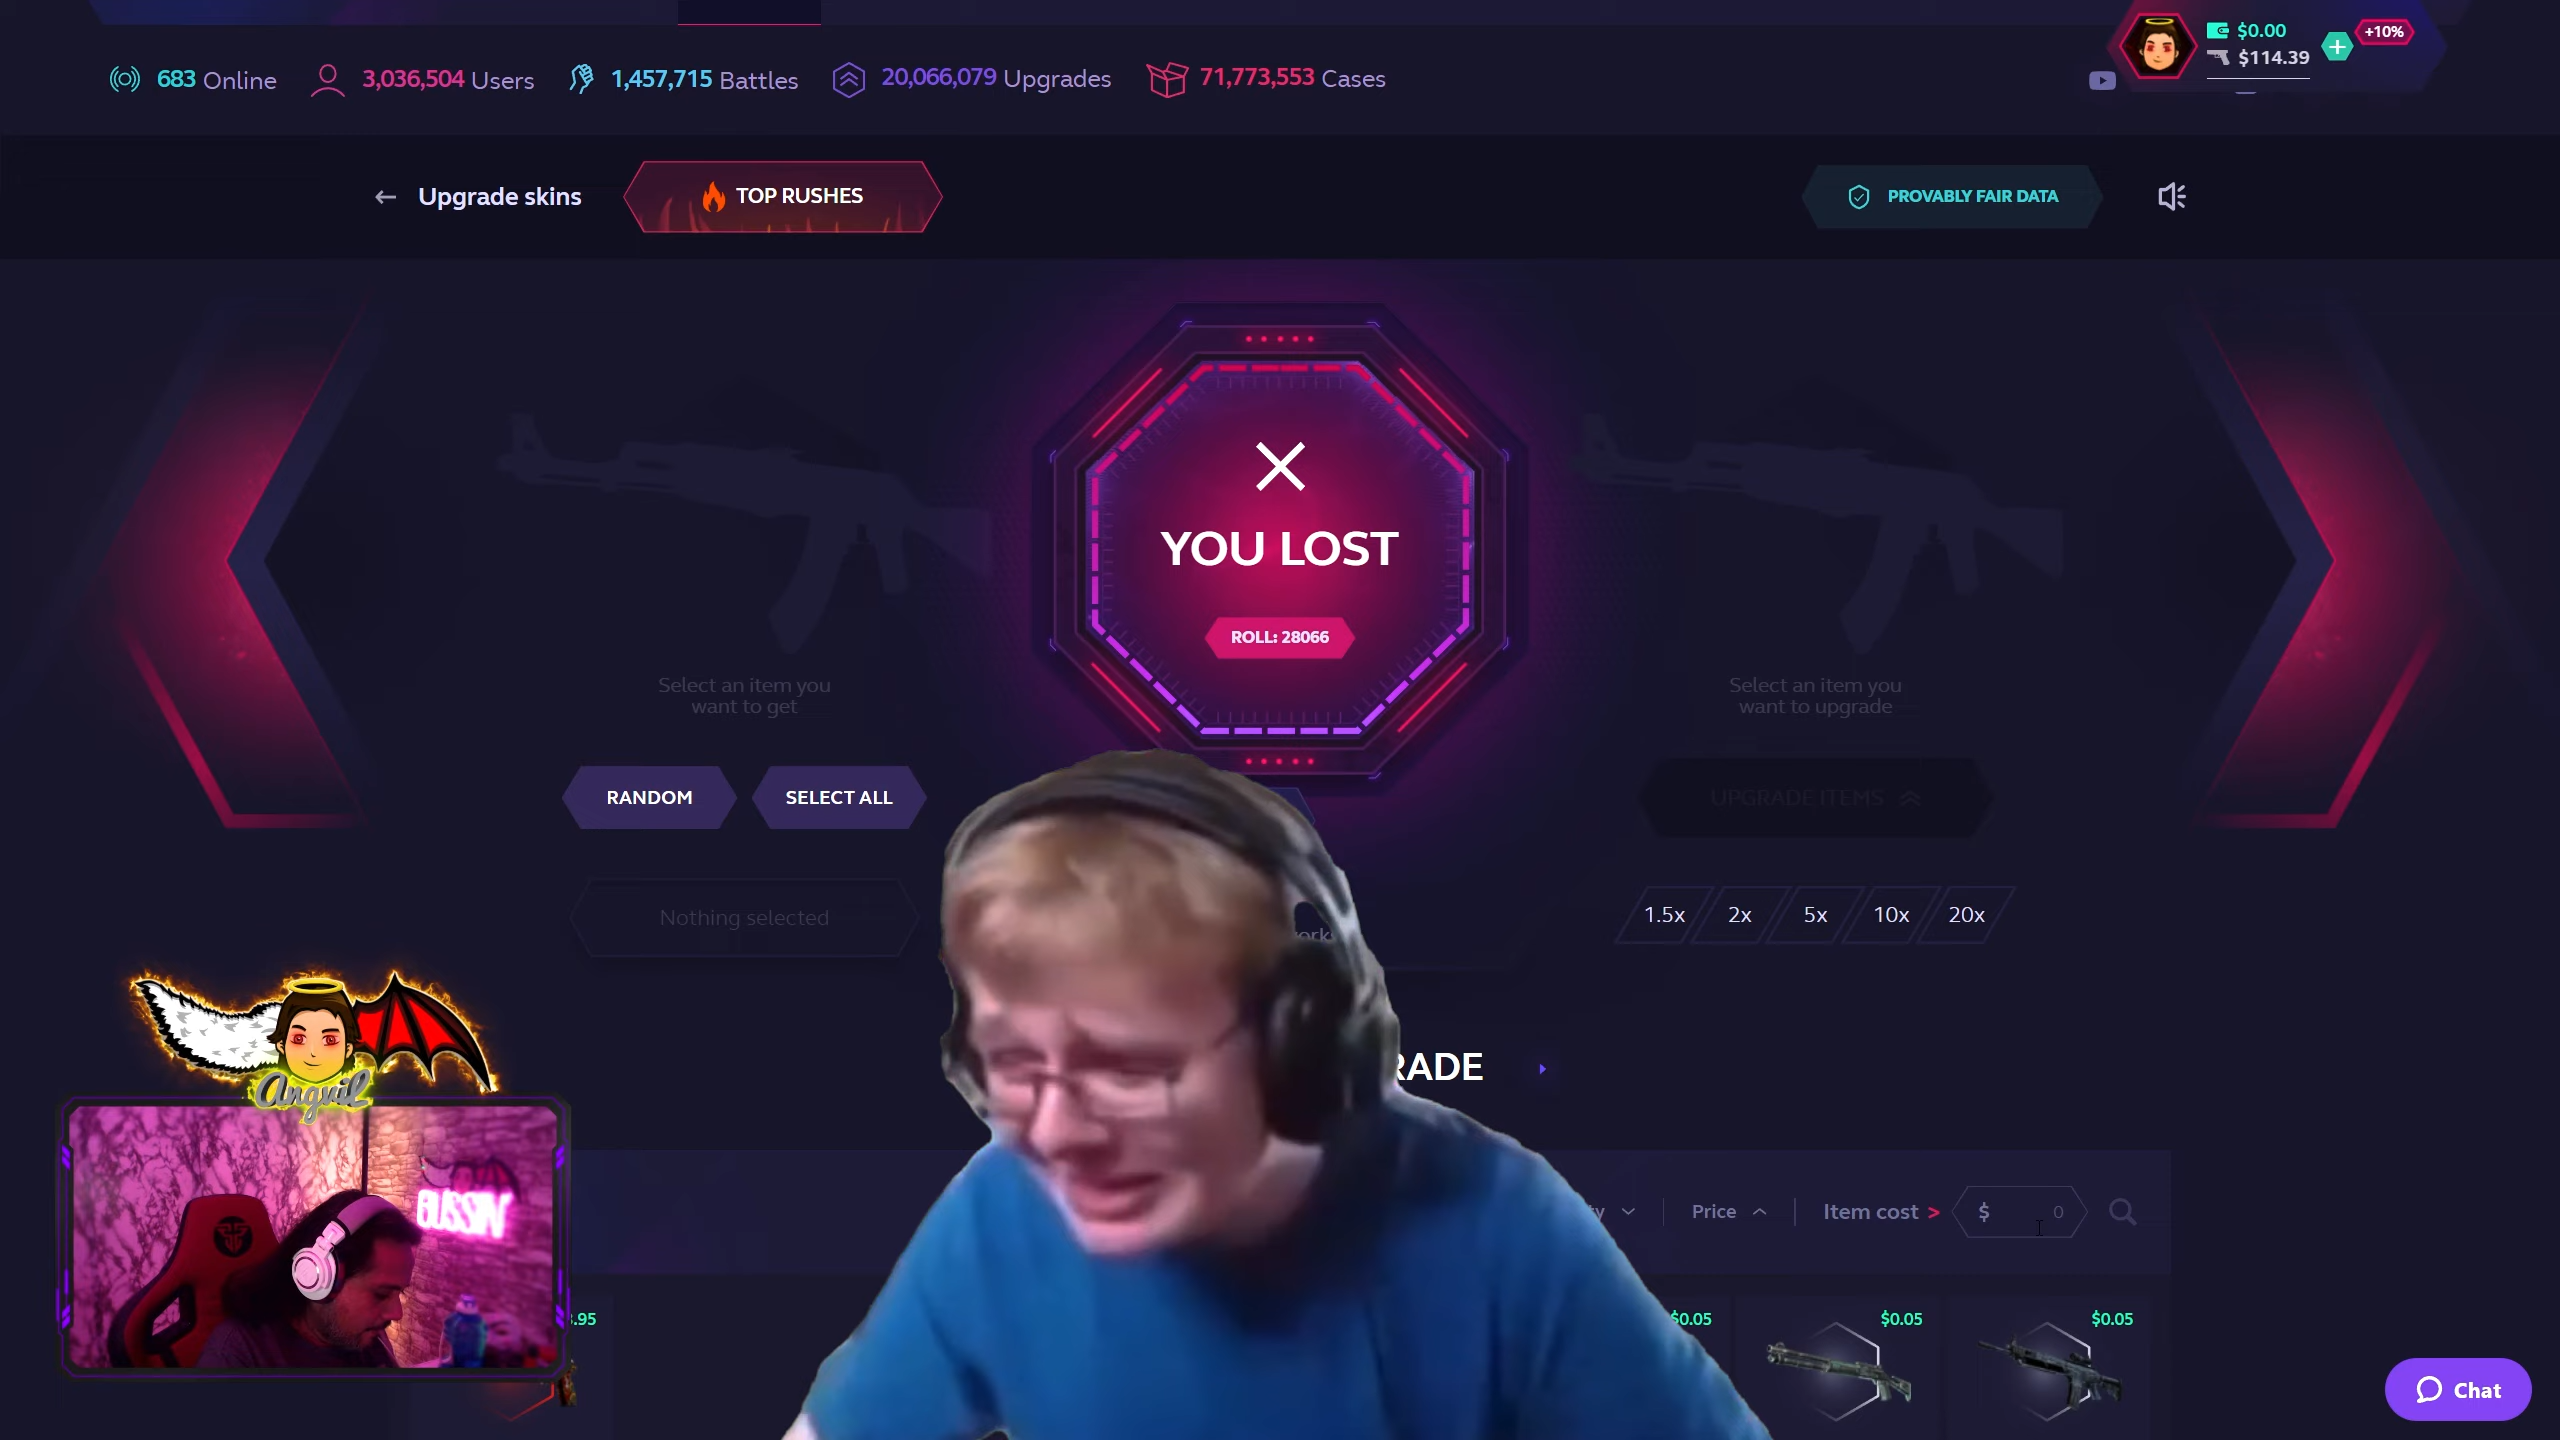 $0.00
+10%
$114.39
683 Online
3,036,504 Users
1,457,715 Battles
20,066,079 Upgrades
71,773,553 Cases
Upgrade skins
TOP RUSHES
PROVABLY FAIR DATA
YOU LOST
ROLL: 28066
Select an item you
want to get
Select an item you
want to upgrade
RANDOM
SELECT ALL
UPGRADE ITEMS
Nothing selected
1.5x
2x
5x
10x
20x
RADE
Angvil
BUSSIN'
Price
Item cost >
$ 0
.95
$0.05
$0.05
$0.05
Chat